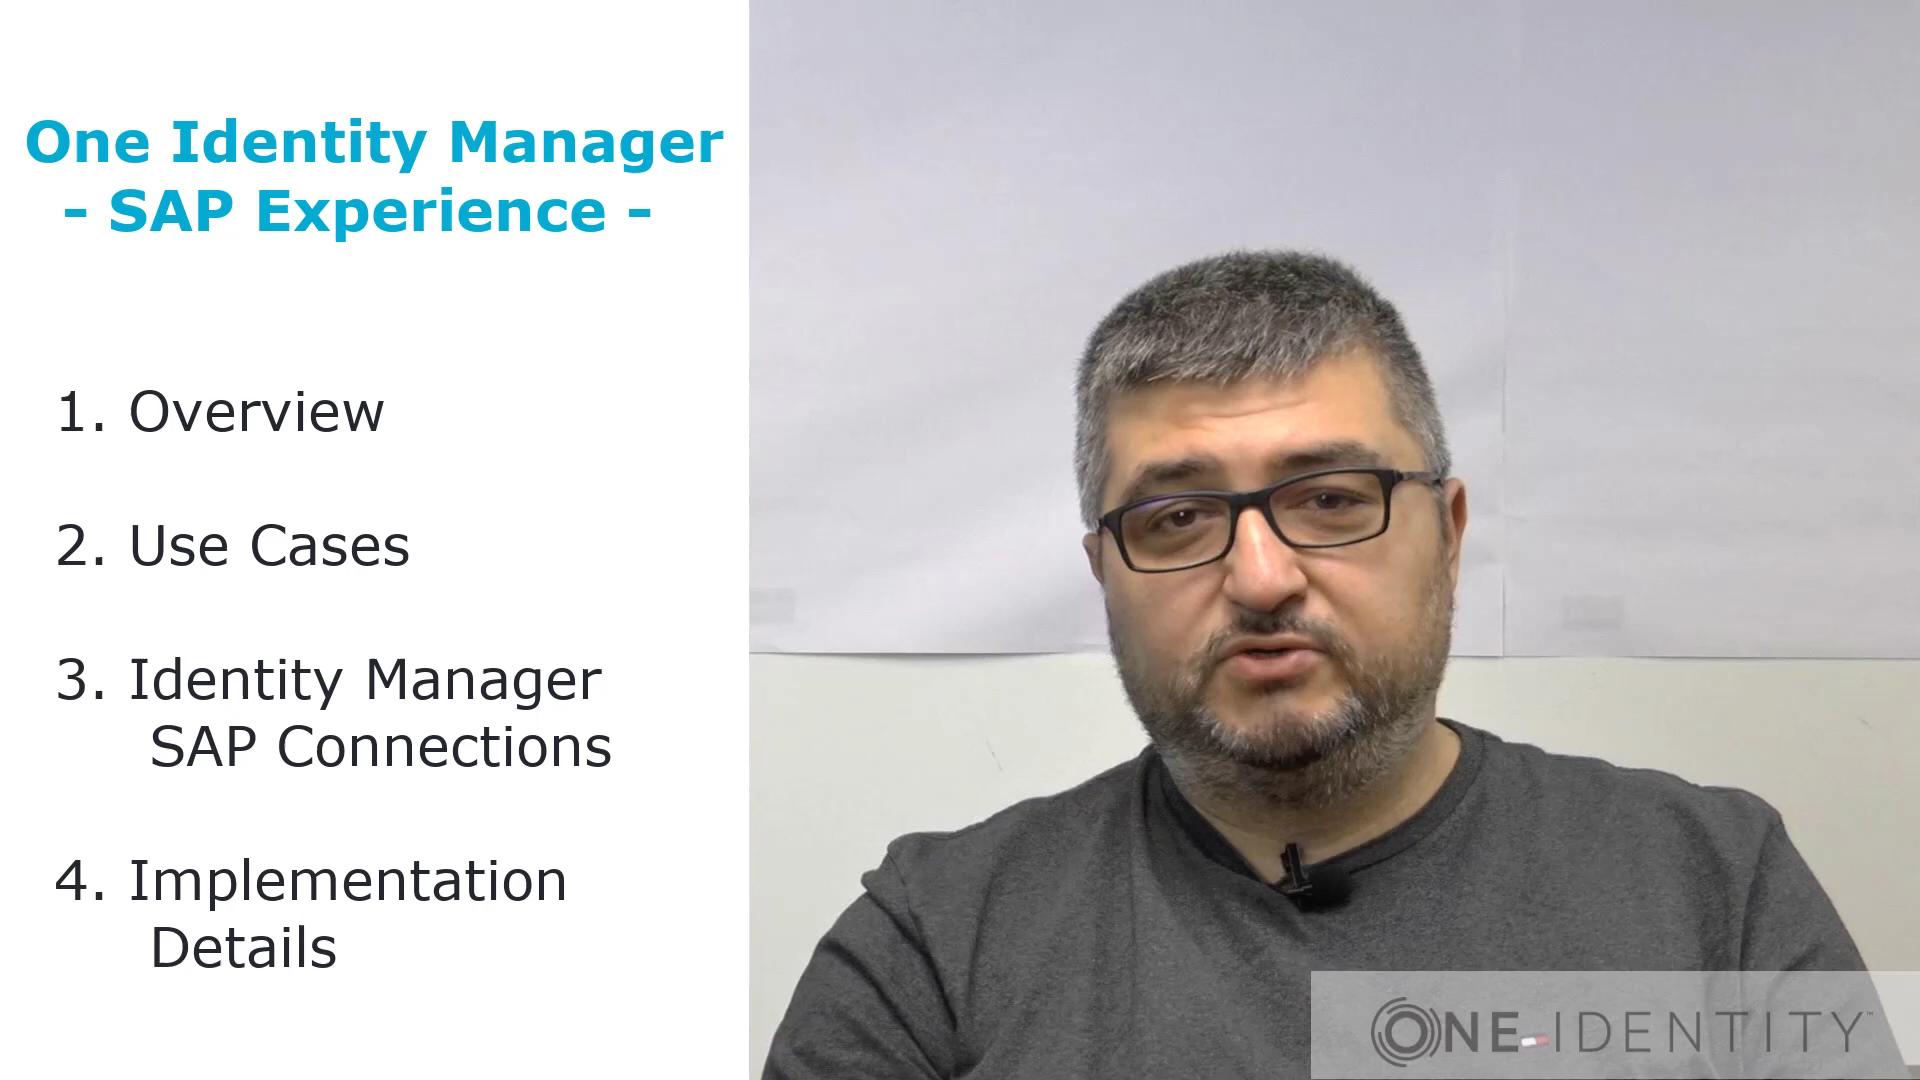 One Identity Manager
- SAP Experience -
1. Overview
2. Use Cases
3. Identity Manager
SAP Connections
4. Implementation
Details
ONE IDENTITY™